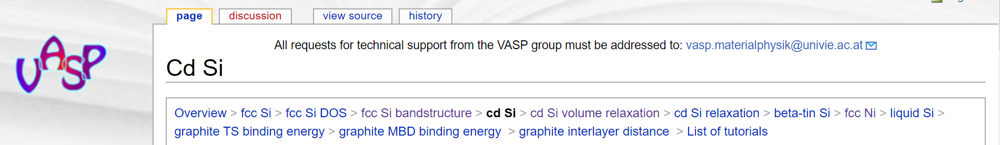 page discussion view source history
VASP
All requests for technical support from the VASP group must be addressed to: vasp.materialphysik@univie.ac.at
Cd Si
Overview > fcc Si > fcc Si DOS > fcc Si bandstructure > cd Si > cd Si volume relaxation > cd Si relaxation > beta-tin Si > fcc Ni > liquid Si >
graphite TS binding energy > graphite MBD binding energy > graphite interlayer distance > List of tutorials